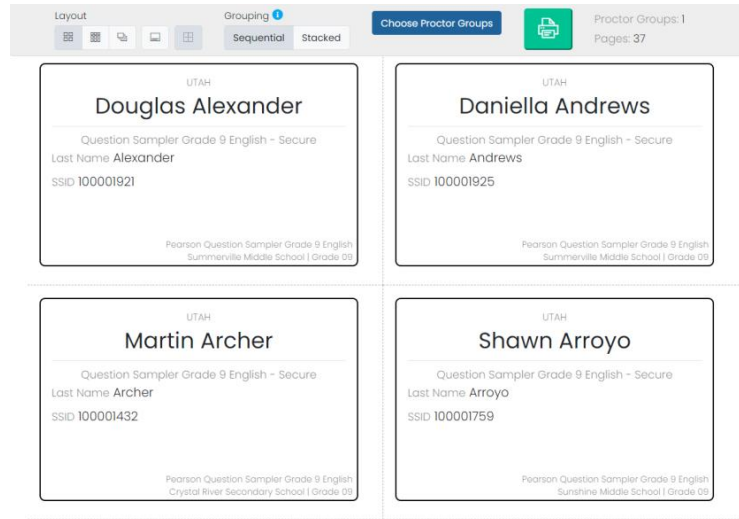 Layout
Grouping
Sequential Stacked
Choose Proctor Groups
Proctor Groups: 1
Pages: 37
UTAH
Douglas Alexander
Question Sampler Grade 9 English - Secure
Last Name Alexander
SSID 100001921
Pearson Question Sampler Grade 9 English
Summerville Middle School | Grade 09
UTAH
Daniella Andrews
Question Sampler Grade 9 English - Secure
Last Name Andrews
SSID 100001925
Pearson Question Sampler Grade 9 English
Summerville Middle School | Grade 09
UTAH
Martin Archer
Question Sampler Grade 9 English - Secure
Last Name Archer
SSID 100001432
Pearson Question Sampler Grade 9 English
Crystal River Secondary School | Grade 09
UTAH
Shawn Arroyo
Question Sampler Grade 9 English - Secure
Last Name Arroyo
SSID 100001759
Pearson Question Sampler Grade 9 English
Sunshine Middle School | Grade 09